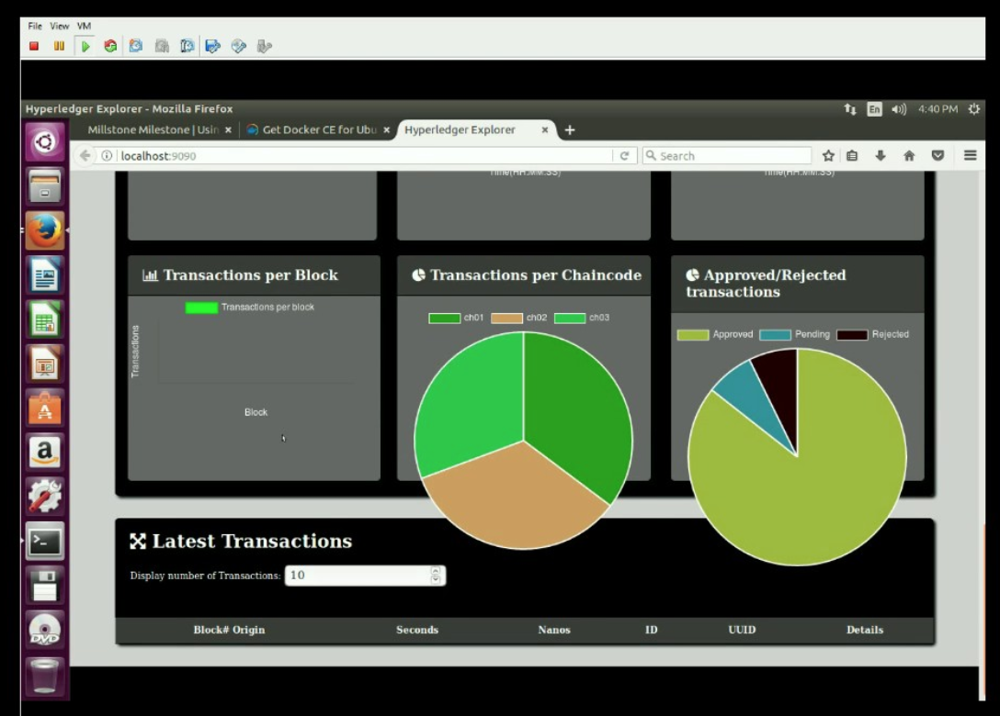 File View VM
Hyperledger Explorer - Mozilla Firefox
En
4:40 PM
Millstone Milestone | Usin
Get Docker CE for Ubu
Hyperledger Explorer
localhost:9090
Search
Time(HH:MM:SS)
Time(HH:MM:SS)
Transactions per Block
Transactions per block
Transactions
Block
Transactions per Chaincode
ch01
ch02
ch03
Approved/Rejected
transactions
Approved
Pending
Rejected
Latest Transactions
Display number of Transactions: 10
Block# Origin
Seconds
Nanos
ID
UUID
Details
A
a
>_
DVD